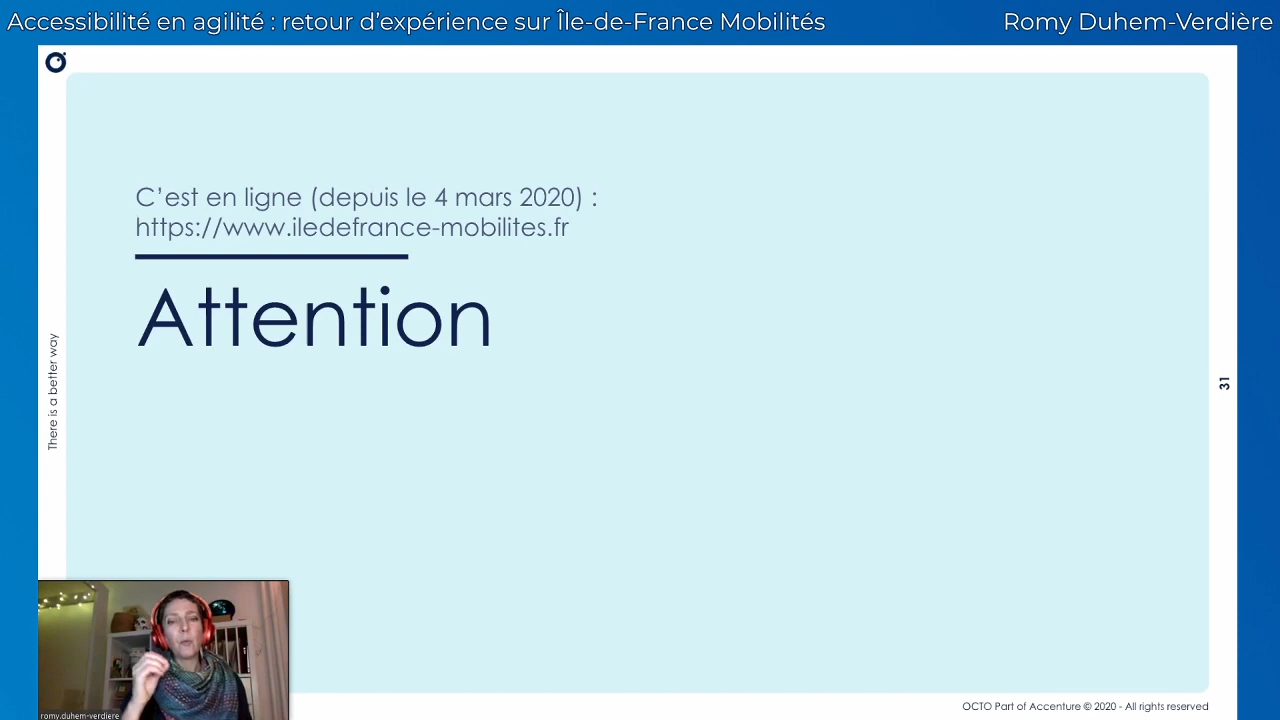 Accessibilité en agilité : retour d’expérience sur Île-de-France Mobilités
Romy Duhem-Verdière
C’est en ligne (depuis le 4 mars 2020) :
https://www.iledefrance-mobilites.fr
Attention
There is a better way
31
romy.duhem-verdiere
OCTO Part of Accenture © 2020 - All rights reserved